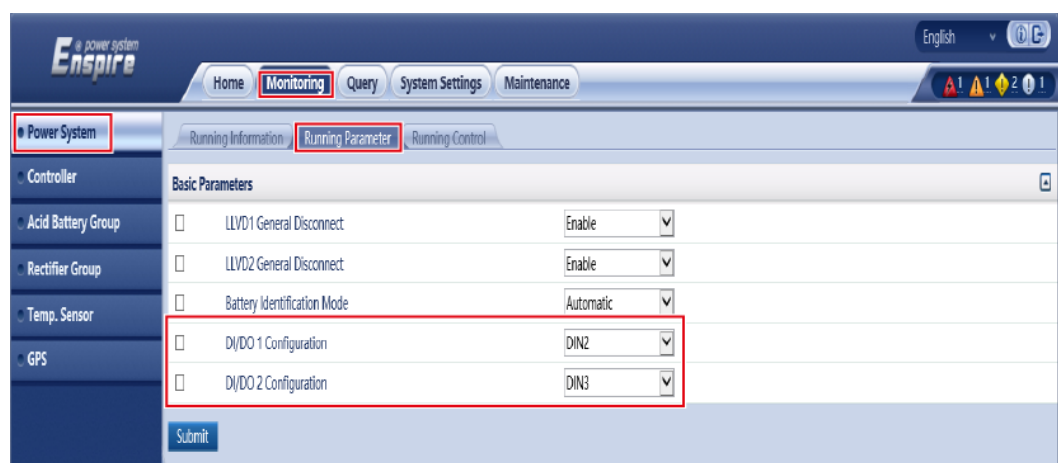 e power system
Enspire
English
Home Monitoring Query System Settings Maintenance
1 1 2 1
Power System
Running Information Running Parameter Running Control
Controller
Basic Parameters
Acid Battery Group
LLVD1 General Disconnect Enable
Rectifier Group
LLVD2 General Disconnect Enable
Temp. Sensor
Battery Identification Mode Automatic
GPS
DI/DO 1 Configuration DIN2
DI/DO 2 Configuration DIN3
Submit